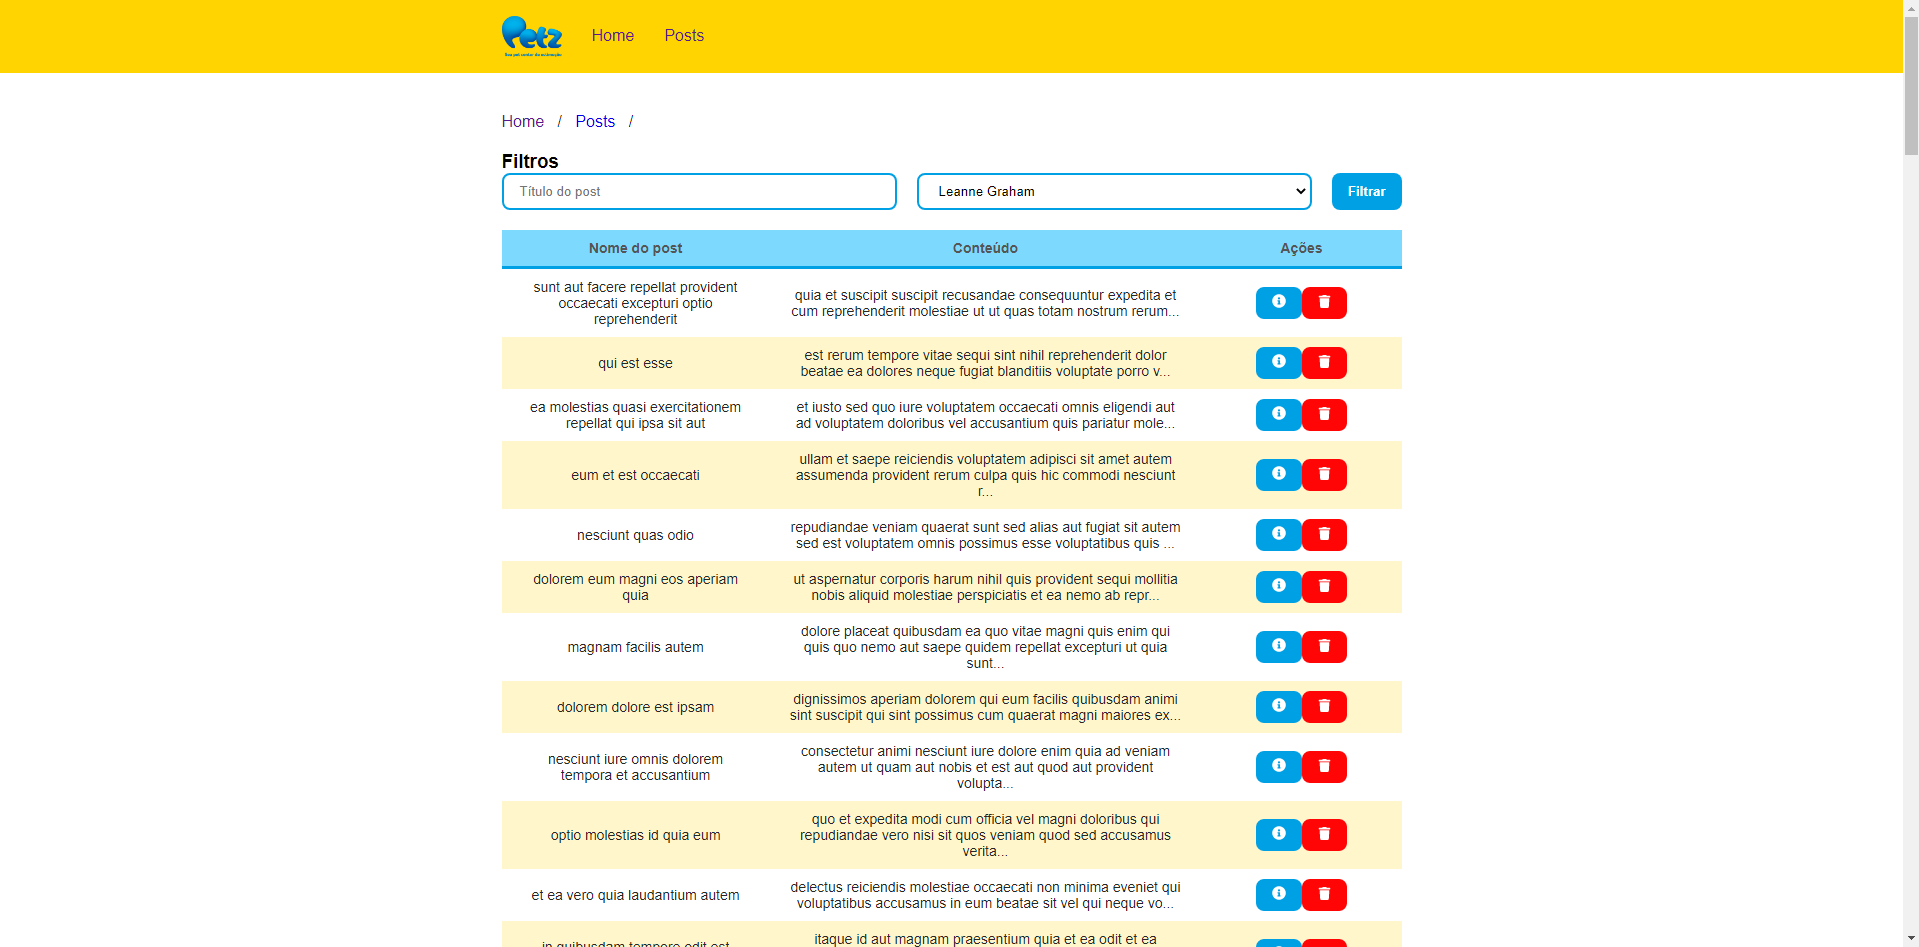 Petz
Home Posts
Home / Posts /
Filtros
Título do post Leanne Graham Filtrar
Nome do post Conteúdo Ações
sunt aut facere repellat provident
occaecati excepturi optio
reprehenderit
quia et suscipit suscipit recusandae consequuntur expedita et
cum reprehenderit molestiae ut ut quas totam nostrum rerum...
qui est esse
est rerum tempore vitae sequi sint nihil reprehenderit dolor
beatae ea dolores neque fugiat blanditiis voluptate porro v...
ea molestias quasi exercitationem
repellat qui ipsa sit aut
et iusto sed quo iure voluptatem occaecati omnis eligendi aut
ad voluptatem doloribus vel accusantium quis pariatur mole...
eum et est occaecati
ullam et saepe reiciendis voluptatem adipisci sit amet autem
assumenda provident rerum culpa quis hic commodi nesciunt
r...
nesciunt quas odio
repudiandae veniam quaerat sunt sed alias aut fugiat sit autem
sed est voluptatem omnis possimus esse voluptatibus quis ...
dolorem eum magni eos aperiam
quia
ut aspernatur corporis harum nihil quis provident sequi mollitia
nobis aliquid molestiae perspiciatis et ea nemo ab repr...
magnam facilis autem
dolore placeat quibusdam ea quo vitae magni quis enim qui
quis quo nemo aut saepe quidem repellat excepturi ut quia
sunt...
dolorem dolore est ipsam
dignissimos aperiam dolorem qui eum facilis quibusdam animi
sint suscipit qui sint possimus cum quaerat magni maiores ex...
nesciunt iure omnis dolorem
tempora et accusantium
consectetur animi nesciunt iure dolore enim quia ad veniam
autem ut quam aut nobis et est aut quod aut provident
volupta...
optio molestias id quia eum
quo et expedita modi cum officia vel magni doloribus qui
repudiandae vero nisi sit quos veniam quod sed accusamus
verita...
et ea vero quia laudantium autem
delectus reiciendis molestiae occaecati non minima eveniet qui
voluptatibus accusamus in eum beatae sit vel qui neque vo...
in quibusdam tempore odit est
itaque id aut magnam praesentium quia et ea odit et ea